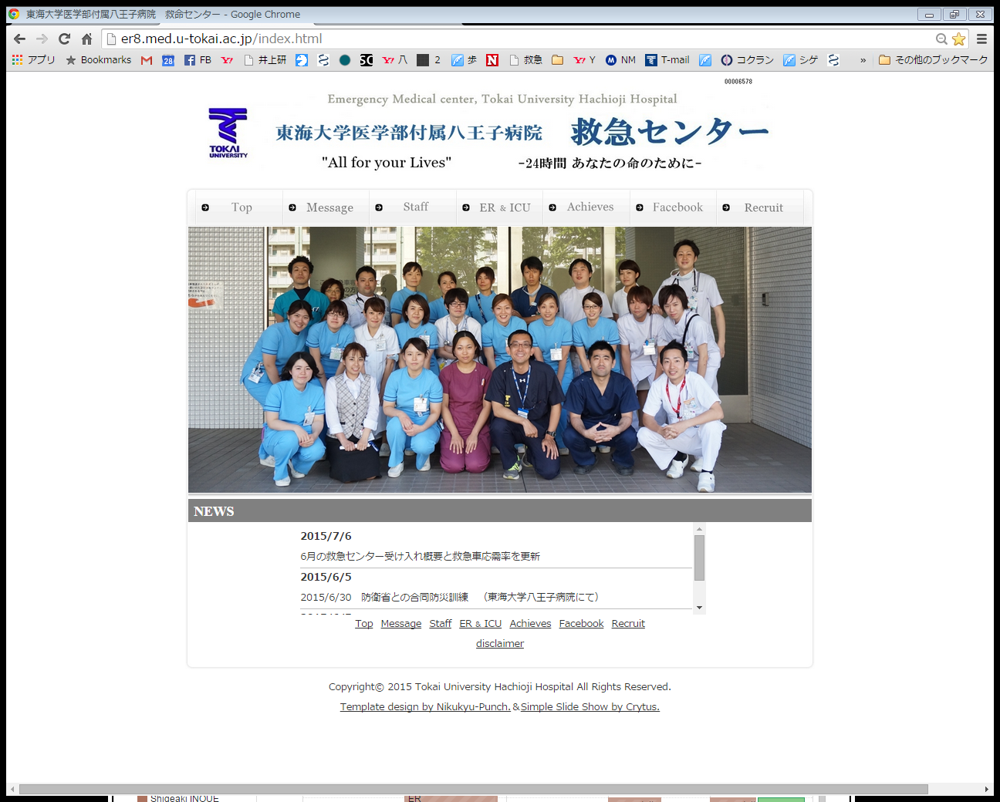 東海大学医学部付属八王子病院　救命センター - Google Chrome
er8.med.u-tokai.ac.jp/index.html
アプリ Bookmarks 28 FB Y! 井上研 SC Y! 八 2 歩 N 救急 Y! Y M NM T-mail コクラン シゲ » その他のブックマーク
00006578
Emergency Medical center, Tokai University Hachioji Hospital
東海大学医学部付属八王子病院 救急センター
TOKAI
UNIVERSITY
"All for your Lives" -24時間 あなたの命のために-
Top Message Staff ER & ICU Achieves Facebook Recruit
NEWS
2015/7/6
6月の救急センター受け入れ概要と救急車応需率を更新
2015/6/5
2015/6/30　防衛省との合同防災訓練　（東海大学八王子病院にて）
Top Message Staff ER & ICU Achieves Facebook Recruit
disclaimer
Copyright© 2015 Tokai University Hachioji Hospital All Rights Reserved.
Template design by Nikukyu-Punch. & Simple Slide Show by Crytus.
Shigeaki INOUE ER